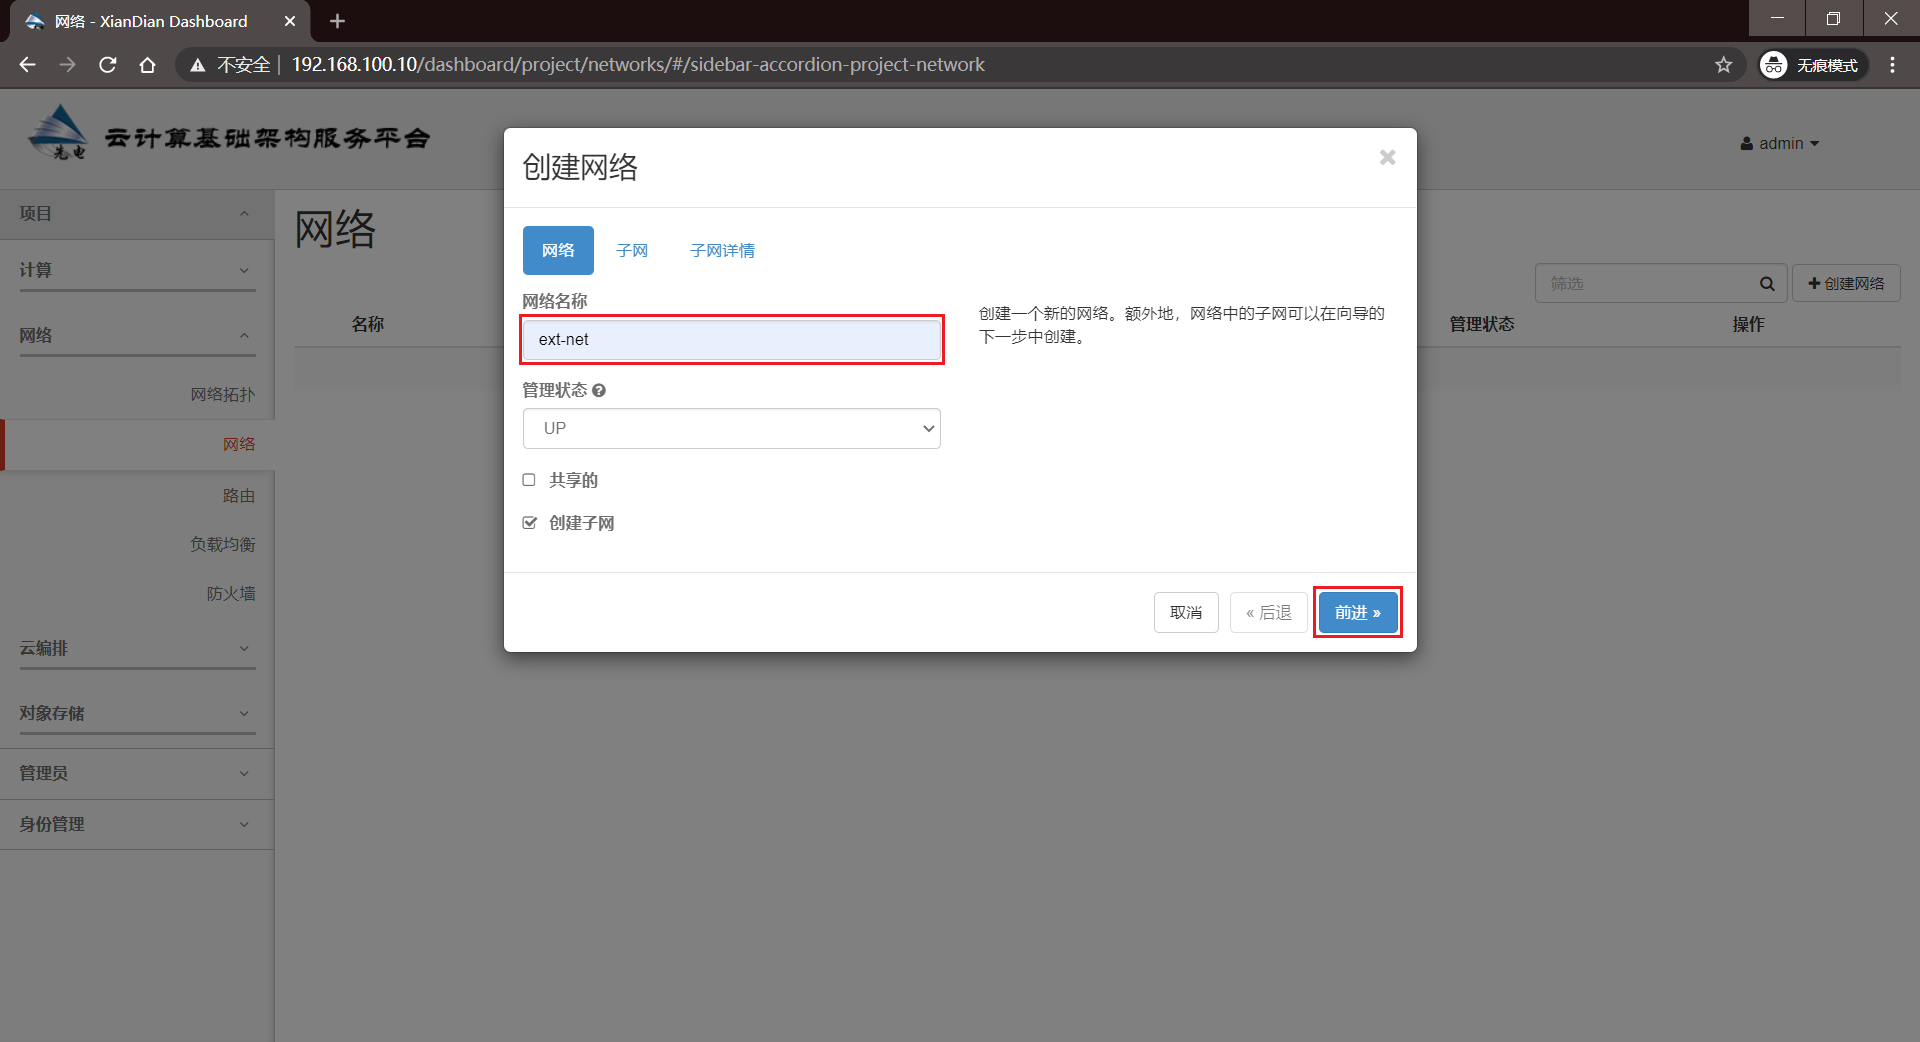 网络 - XianDian Dashboard
不安全 | 192.168.100.10/dashboard/project/networks/#/sidebar-accordion-project-network
无痕模式
先电
云计算基础架构服务平台
admin
项目
计算
网络
网络拓扑
网络
路由
负载均衡
防火墙
云编排
对象存储
管理员
身份管理
网络
筛选
创建网络
名称
管理状态
操作
创建网络
网络
子网
子网详情
网络名称
ext-net
管理状态
UP
共享的
创建子网
创建一个新的网络。额外地，网络中的子网可以在向导的
下一步中创建。
取消
« 后退
前进 »